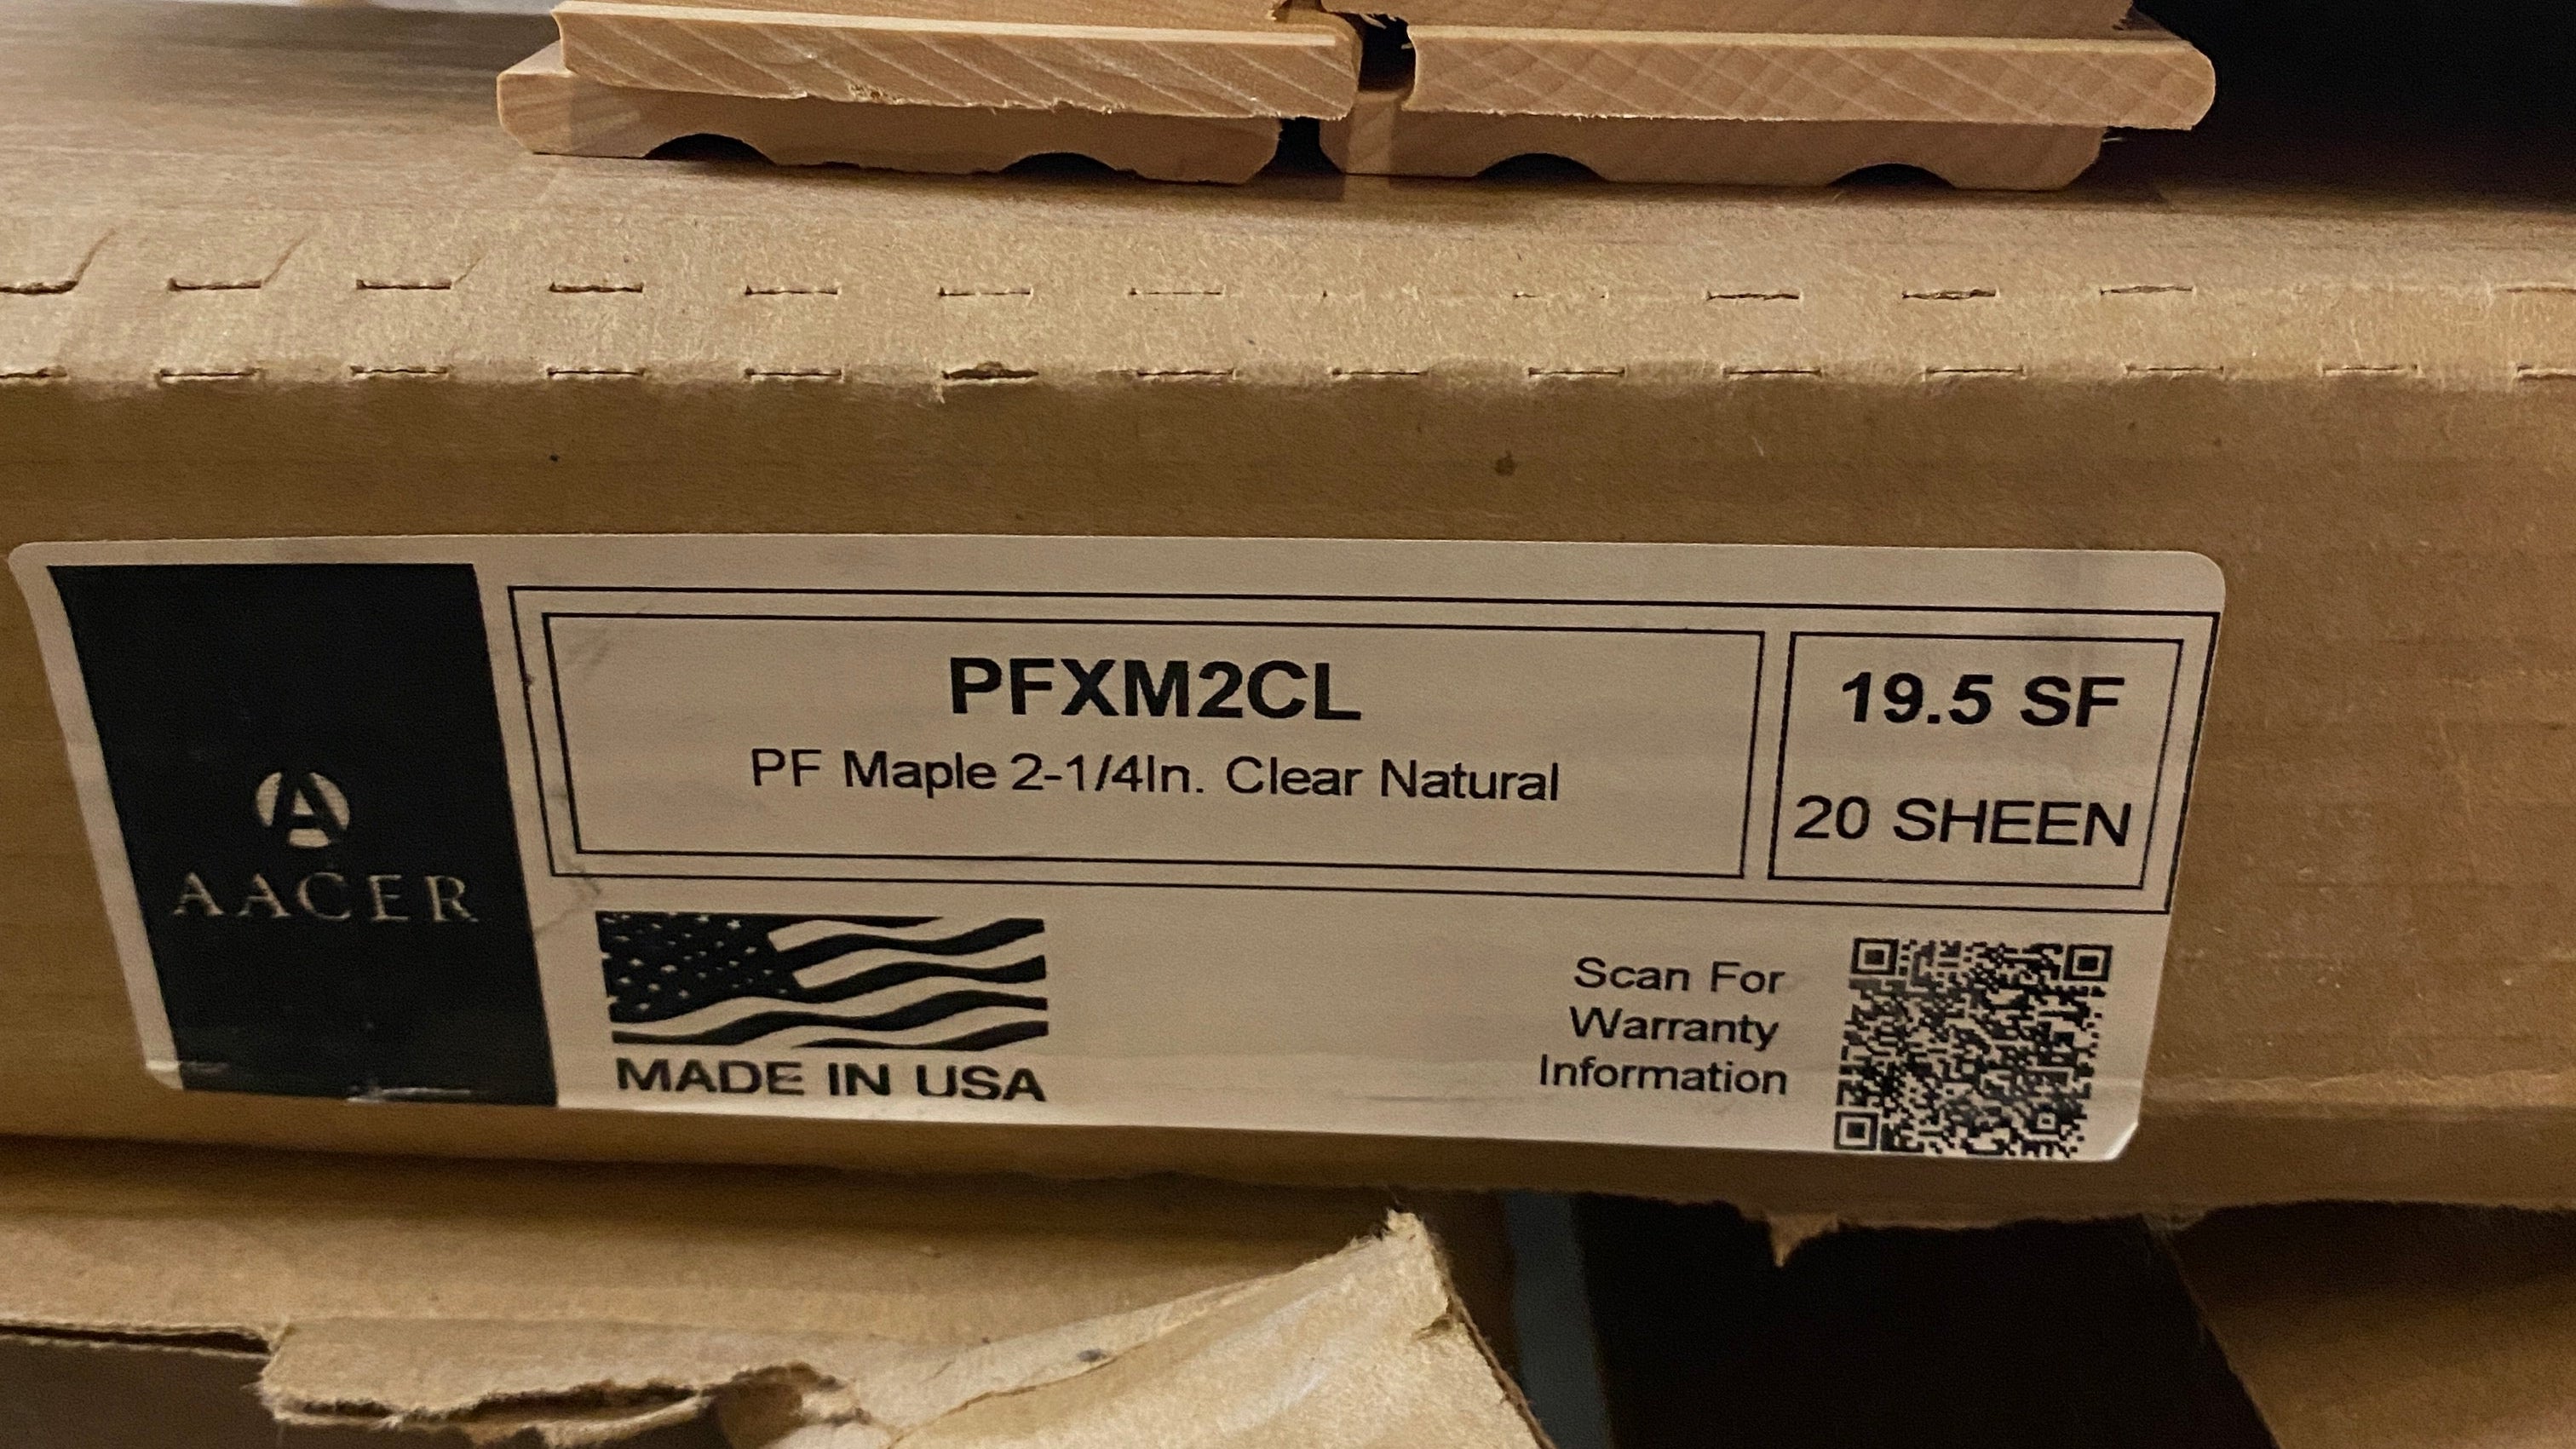 PFXM2CL
PF Maple 2-1/4In. Clear Natural
19.5 SF
20 SHEEN
AACER
MADE IN USA
Scan For
Warranty
Information